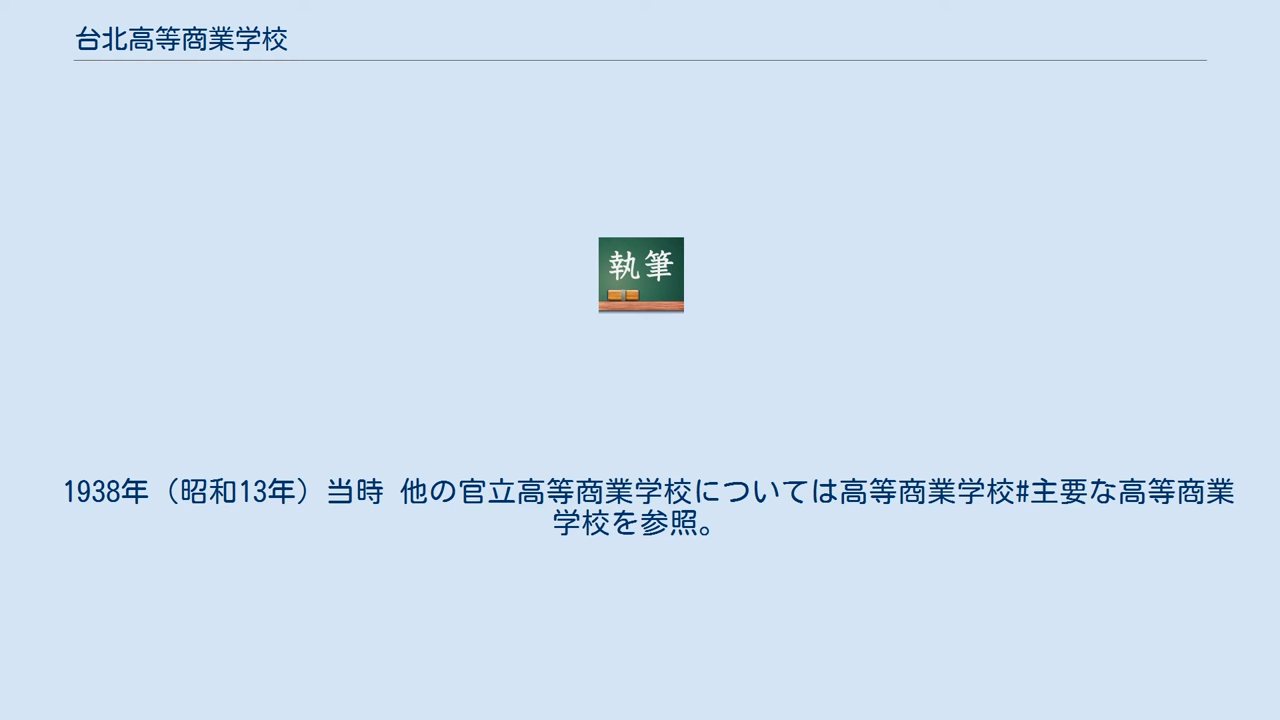 台北高等商業学校
執筆
1938年（昭和13年）当時 他の官立高等商業学校については高等商業学校#主要な高等商業
学校を参照。